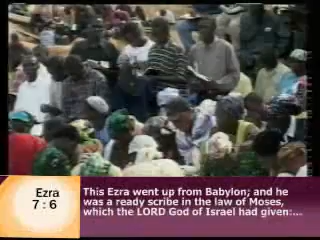 Ezra
7 : 6
This Ezra went up from Babylon; and he
was a ready scribe in the law of Moses,
which the LORD God of Israel had given:...